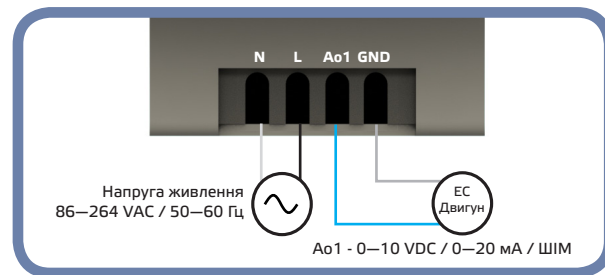 N L Ao1 GND
Напруга живлення
86—264 VAC / 50—60 Гц
EC
Двигун
Ao1 - 0—10 VDC / 0—20 мА / ШІМ